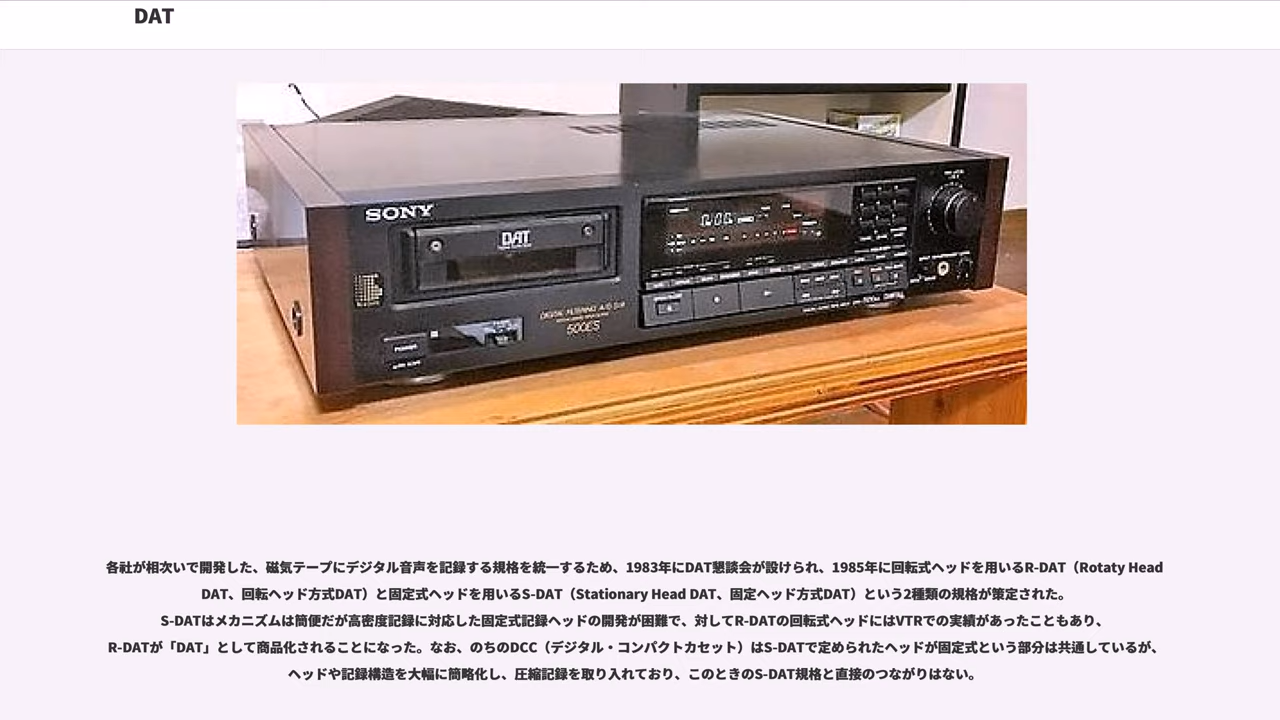 DAT
SONY
DAT
DIGITAL FILTERING A/D D/A
500ES
POWER
各社が相次いで開発した、磁気テープにデジタル音声を記録する規格を統一するため、1983年にDAT懇談会が設けられ、1985年に回転式ヘッドを用いるR-DAT（Rotaty Head
DAT、回転ヘッド方式DAT）と固定式ヘッドを用いるS-DAT（Stationary Head DAT、固定ヘッド方式DAT）という2種類の規格が策定された。
S-DATはメカニズムは簡便だが高密度記録に対応した固定式記録ヘッドの開発が困難で、対してR-DATの回転式ヘッドにはVTRでの実績があったこともあり、
R-DATが「DAT」として商品化されることになった。なお、のちのDCC（デジタル・コンパクトカセット）はS-DATで定められたヘッドが固定式という部分は共通しているが、
ヘッドや記録構造を大幅に簡略化し、圧縮記録を取り入れており、このときのS-DAT規格と直接のつながりはない。